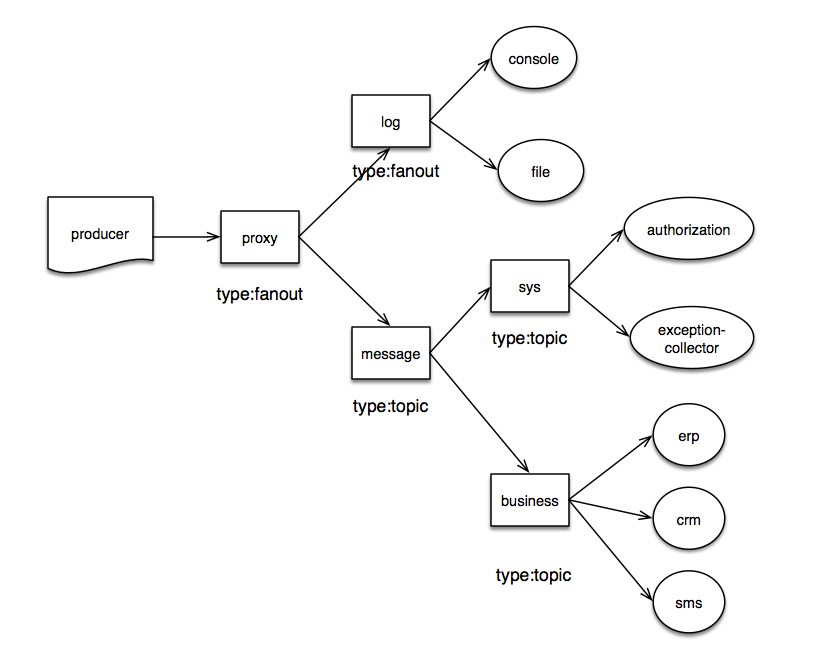 console
log
type:fanout
file
producer
proxy
type:fanout
authorization
sys
type:topic
exception-
collector
message
type:topic
erp
business
crm
type:topic
sms